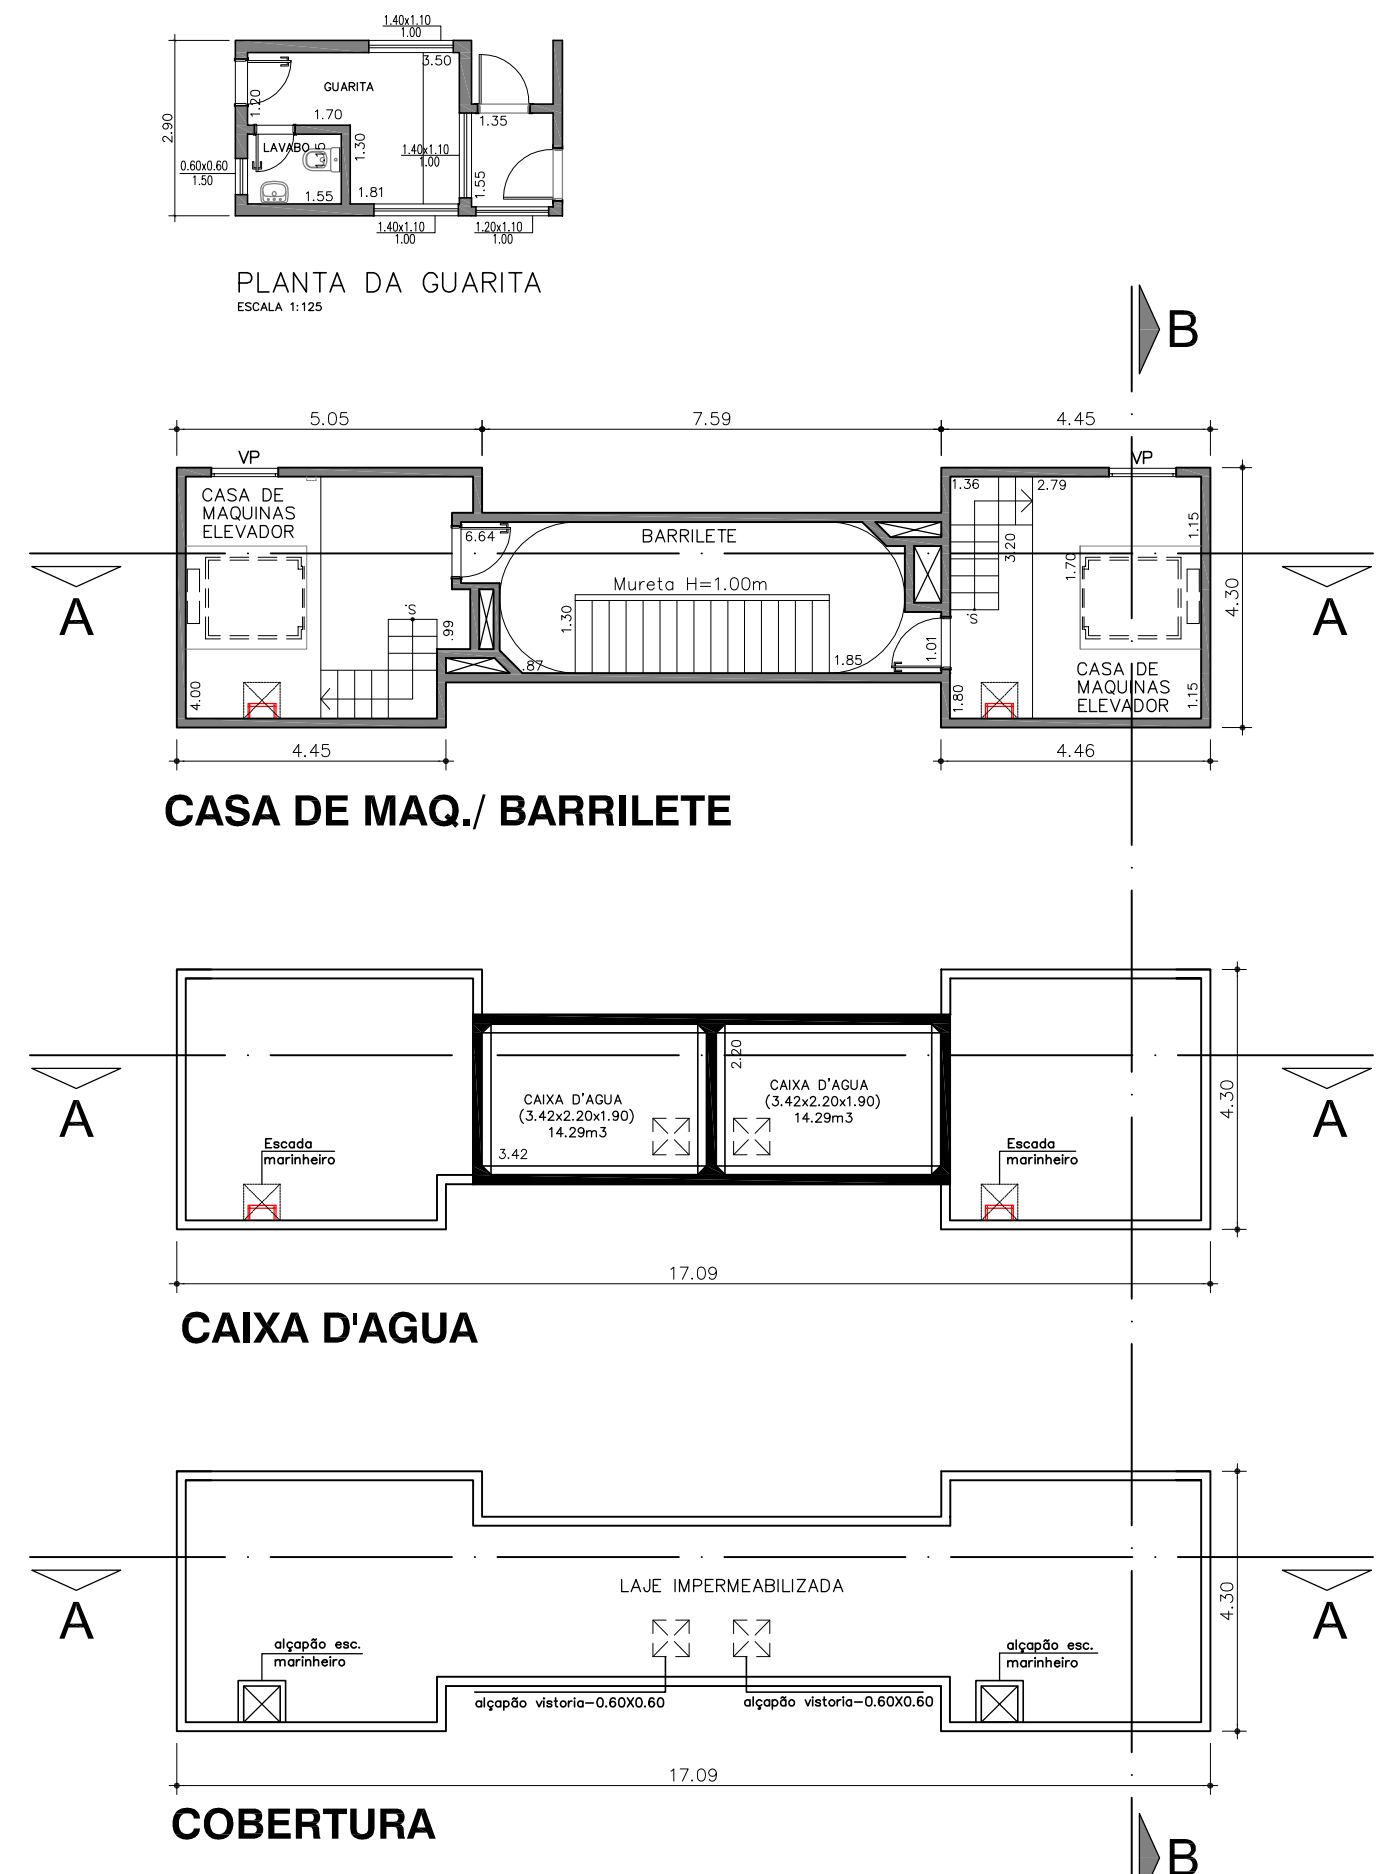 1.40x1.10
1.00
3.50
GUARITA
1.20
1.70
1.35
2.90
LAVABO
1.30
1.40x1.10
1.00
0.60x0.60
1.50
1.55
1.81
1.55
1.40x1.10
1.00
1.20x1.10
1.00
PLANTA DA GUARITA
ESCALA 1:125
B
5.05
7.59
4.45
VP
VP
CASA DE
MAQUINAS
ELEVADOR
1.36
2.79
6.64
BARRILETE
3.20
1.15
1.70
A
Mureta H=1.00m
A
4.30
1.30
S.
.99
S.
1.01
.87
1.85
4.00
1.80
CASA DE
MAQUINAS
ELEVADOR
1.15
4.45
4.46
CASA DE MAQ./ BARRILETE
2.20
CAIXA D'AGUA
(3.42x2.20x1.90)
14.29m3
CAIXA D'AGUA
(3.42x2.20x1.90)
14.29m3
3.42
A
A
4.30
Escada
marinheiro
Escada
marinheiro
17.09
CAIXA D'AGUA
LAJE IMPERMEABILIZADA
A
A
4.30
alçapão esc.
marinheiro
alçapão esc.
marinheiro
alçapão vistoria-0.60X0.60
alçapão vistoria-0.60X0.60
17.09
COBERTURA
B